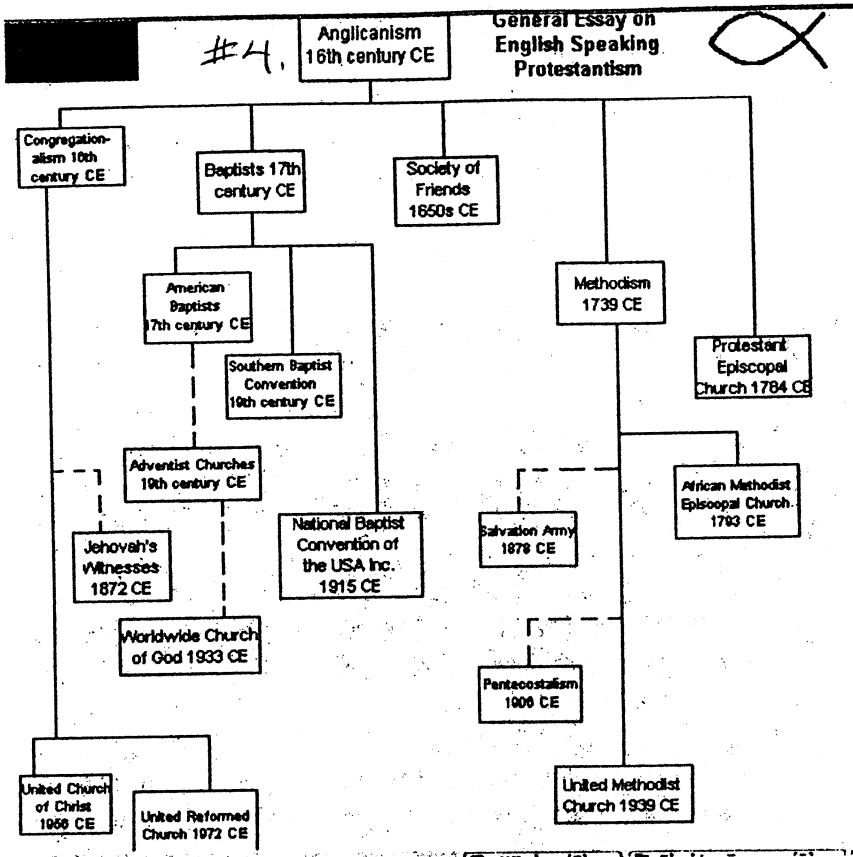 #4.
Anglicanism
16th century CE
General Essay on
English Speaking
Protestantism
Congregation-
alism 16th
century CE
Baptists 17th
century CE
Society of
Friends
1650s CE
Methodism
1739 CE
Protestant
Episcopal
Church 1784 CE
American
Baptists
17th century CE
Southern Baptist
Convention
19th century CE
Adventist Churches
19th century CE
African Methodist
Episcopal Church
1793 CE
Jehovah's
Witnesses
1872 CE
National Baptist
Convention of
the USA Inc.
1915 CE
Salvation Army
1878 CE
Worldwide Church
of God 1933 CE
Pentecostalism
1906 CE
United Church
of Christ
1956 CE
United Reformed
Church 1972 CE
United Methodist
Church 1939 CE